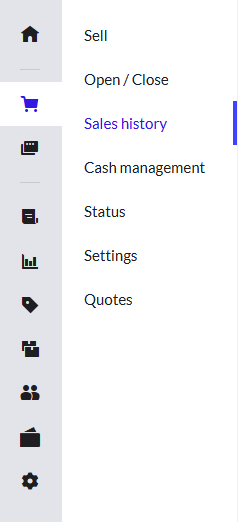 Sell
Open / Close
Sales history
Cash management
Status
Settings
Quotes